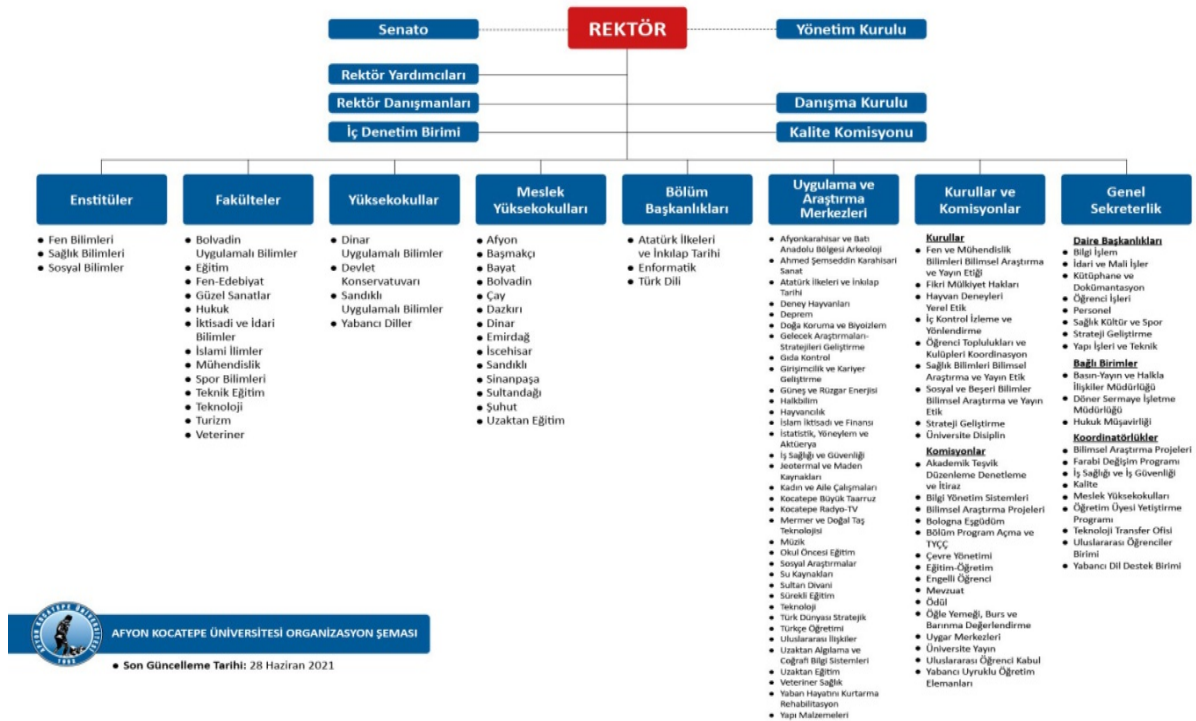 Senato
REKTÖR
Yönetim Kurulu
Rektör Yardımcıları
Rektör Danışmanları
Danışma Kurulu
İç Denetim Birimi
Kalite Komisyonu
Enstitüler
• Fen Bilimleri
• Sağlık Bilimleri
• Sosyal Bilimler
Fakülteler
• Bolvadin
Uygulamalı Bilimler
• Eğitim
• Fen-Edebiyat
• Güzel Sanatlar
• Hukuk
• İktisadi ve İdari
Bilimler
• İslami İlimler
• Mühendislik
• Spor Bilimleri
• Teknik Eğitim
• Teknoloji
• Turizm
• Veteriner
Yüksekokullar
• Dinar
Uygulamalı Bilimler
• Devlet
Konservatuvarı
• Sandıklı
Uygulamalı Bilimler
• Yabancı Diller
Meslek
Yüksekokulları
• Afyon
• Başmakçı
• Bayat
• Bolvadin
• Çay
• Dazkırı
• Dinar
• Emirdağ
• İscehisar
• Sandıklı
• Sinanpaşa
• Sultandağı
• Şuhut
• Uzaktan Eğitim
Bölüm
Başkanlıkları
• Atatürk İlkeleri
ve İnkılap Tarihi
• Enformatik
• Türk Dili
Uygulama ve
Araştırma
Merkezleri
• Afyonkarahisar ve Batı
Anadolu Bölgesi Arkeoloji
• Ahmed Şemseddin Karahisari
Sanat
• Atatürk İlkeleri ve İnkılap
Tarihi
• Deney Hayvanları
• Deprem
• Doğa Koruma ve Biyoizlem
• Gelecek Araştırmaları-
Stratejileri Geliştirme
• Gıda Kontrol
• Girişimcilik ve Kariyer
Geliştirme
• Güneş ve Rüzgar Enerjisi
• Halkbilim
• Hayvancılık
• İslam İktisadı ve Finansı
• İstatistik, Yöneylem ve
Aktüerya
• İş Sağlığı ve Güvenliği
• Jeotermal ve Maden
Kaynakları
• Kadın ve Aile Çalışmaları
• Kocatepe Büyük Taarruz
• Kocatepe Radyo-TV
• Mermer ve Doğal Taş
Teknolojisi
• Müzik
• Okul Öncesi Eğitim
• Sosyal Araştırmalar
• Su Kaynakları
• Sultan Divani
• Sürekli Eğitim
• Teknoloji
• Türk Dünyası Stratejik
• Türkçe Öğretimi
• Uluslararası İlişkiler
• Uzaktan Algılama ve
Coğrafi Bilgi Sistemleri
• Uzaktan Eğitim
• Veteriner Sağlık
• Yaban Hayatını Kurtarma
Rehabilitasyon
• Yapı Malzemeleri
Kurullar ve
Komisyonlar
Kurullar
• Fen ve Mühendislik
Bilimleri Bilimsel Araştırma
ve Yayın Etiği
• Fikri Mülkiyet Hakları
• Hayvan Deneyleri
Yerel Etik
• İç Kontrol İzleme ve
Yönlendirme
• Öğrenci Toplulukları ve
Kulüpleri Koordinasyon
• Sağlık Bilimleri Bilimsel
Araştırma ve Yayın Etik
• Sosyal ve Beşeri Bilimler
Bilimsel Araştırma ve Yayın
Etik
• Strateji Geliştirme
• Üniversite Disiplin
Komisyonlar
• Akademik Teşvik
Düzenleme Denetleme
ve İtiraz
• Bilgi Yönetim Sistemleri
• Bilimsel Araştırma Projeleri
• Bologna Eşgüdüm
• Bölüm Program Açma ve
TYÇÇ
• Çevre Yönetimi
• Eğitim-Öğretim
• Engelli Öğrenci
• Mevzuat
• Ödül
• Öğle Yemeği, Burs ve
Barınma Değerlendirme
• Uygar Merkezleri
• Üniversite Yayın
• Uluslararası Öğrenci Kabul
• Yabancı Uyruklu Öğretim
Elemanları
Genel
Sekreterlik
Daire Başkanlıkları
• Bilgi İşlem
• İdari ve Mali İşler
• Kütüphane ve
Dokümantasyon
• Öğrenci İşleri
• Personel
• Sağlık Kültür ve Spor
• Strateji Geliştirme
• Yapı İşleri ve Teknik
Bağlı Birimler
• Basın-Yayın ve Halkla
İlişkiler Müdürlüğü
• Döner Sermaye İşletme
Müdürlüğü
• Hukuk Müşavirliği
Koordinatörlükler
• Bilimsel Araştırma Projeleri
• Farabi Değişim Programı
• İş Sağlığı ve İş Güvenliği
• Kalite
• Meslek Yüksekokulları
• Öğretim Üyesi Yetiştirme
Programı
• Teknoloji Transfer Ofisi
• Uluslararası Öğrenciler
Birimi
• Yabancı Dil Destek Birimi
AFYON KOCATEPE ÜNİVERSİTESİ
1992
AFYON KOCATEPE ÜNİVERSİTESİ ORGANİZASYON ŞEMASI
• Son Güncelleme Tarihi: 28 Haziran 2021